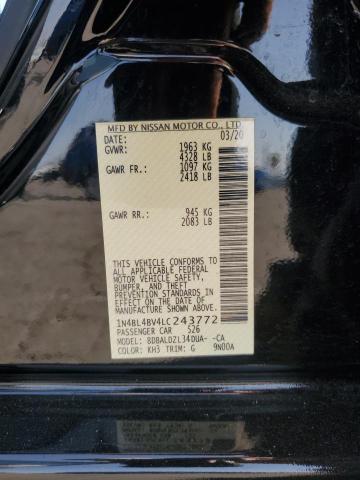 MFD BY NISSAN MOTOR CO., LTD
DATE: 03/20
GVWR: 1963 KG
4328 LB
GAWR FR.: 1097 KG
2418 LB
GAWR RR.: 945 KG
2083 LB
THIS VEHICLE CONFORMS TO
ALL APPLICABLE FEDERAL
MOTOR VEHICLE SAFETY,
BUMPER, AND THEFT
PREVENTION STANDARDS IN
EFFECT ON THE DATE OF
MANUFACTURE SHOWN ABOVE.
1N4BL4BV4LC243772
PASSENGER CAR S26
MODEL: BDBALDZL34DUA- -CA
COLOR: KH3 TRIM: G 9N00A